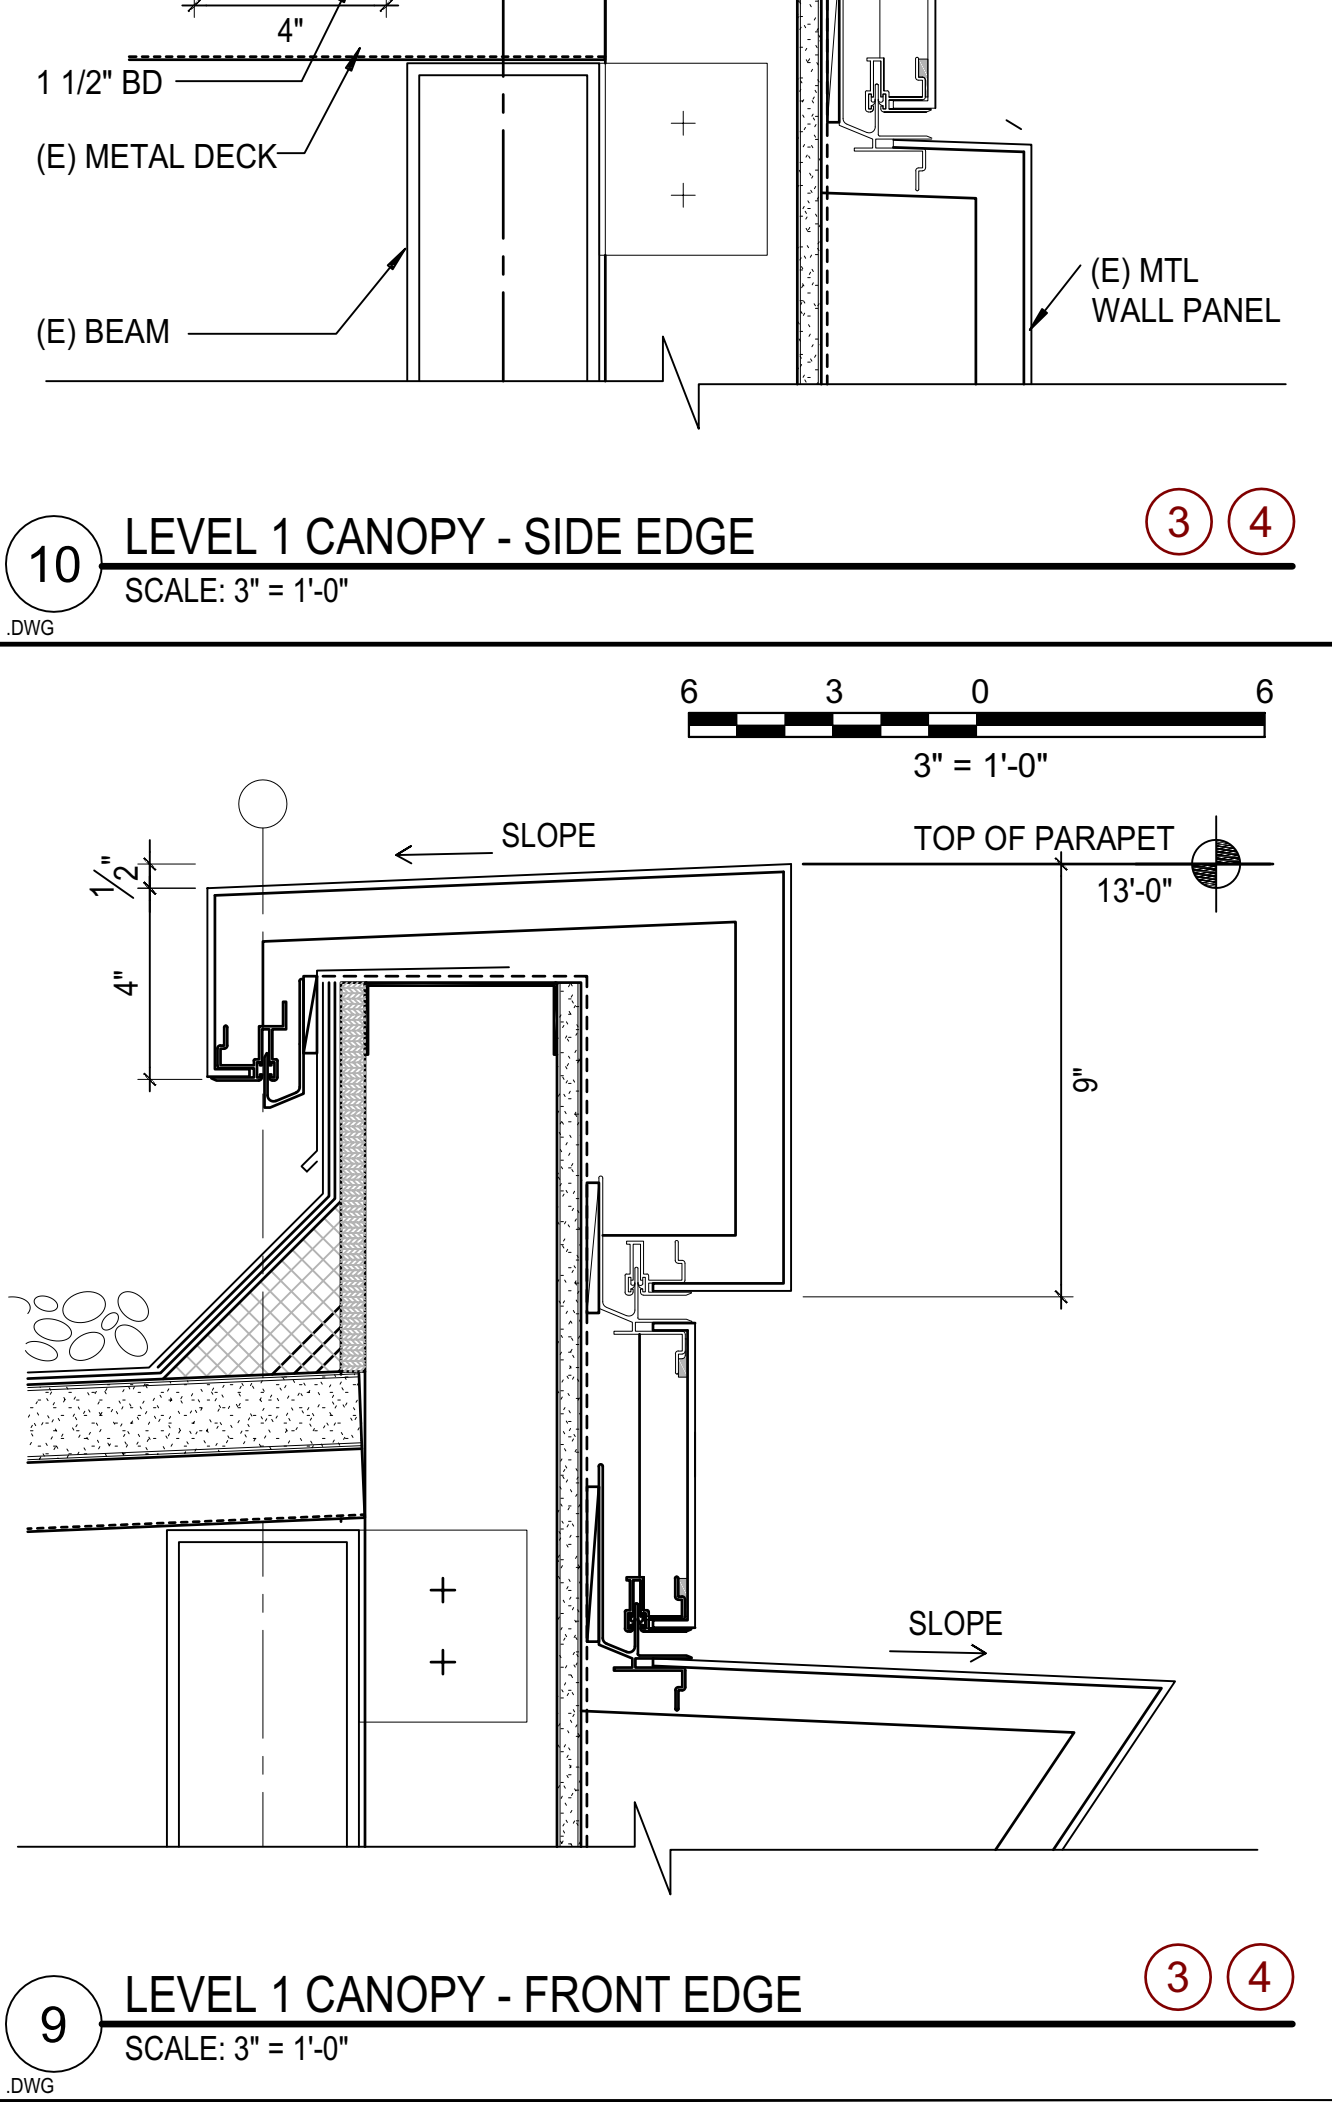 4"
1 1/2" BD
(E) METAL DECK
(E) MTL
WALL PANEL
(E) BEAM
10
LEVEL 1 CANOPY - SIDE EDGE
3 4
SCALE: 3" = 1'-0"
.DWG
6 3 0 6
3" = 1'-0"
SLOPE
TOP OF PARAPET
13'-0"
1/2"
4"
9"
SLOPE
9
LEVEL 1 CANOPY - FRONT EDGE
3 4
SCALE: 3" = 1'-0"
.DWG